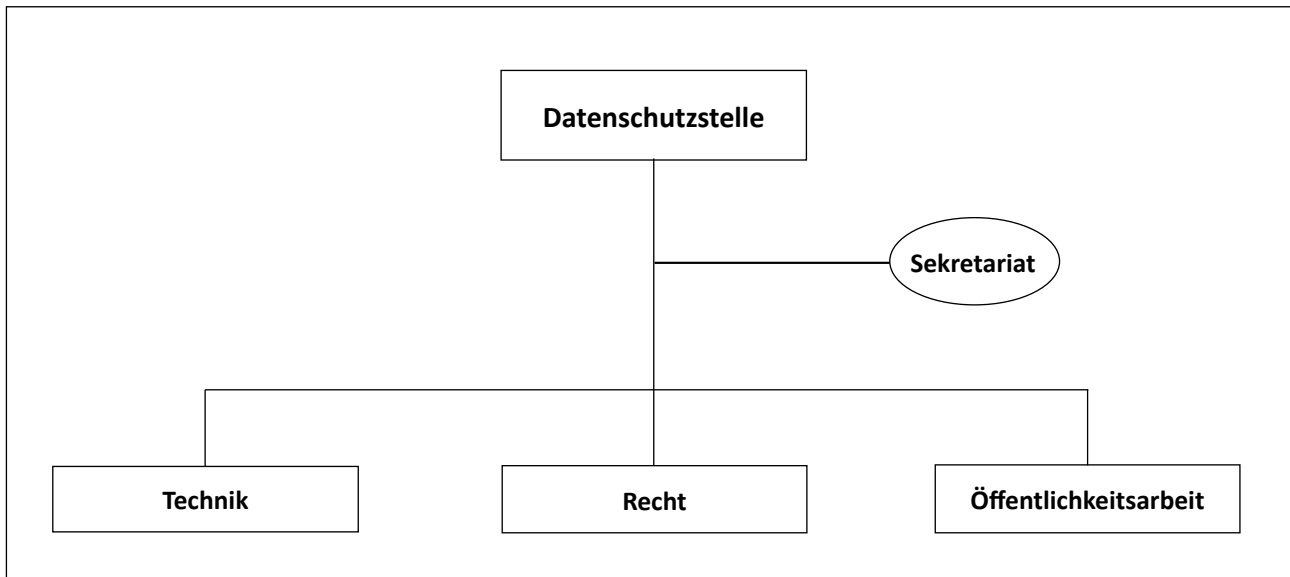 Datenschutzstelle
Sekretariat
Technik
Recht
Öffentlichkeitsarbeit